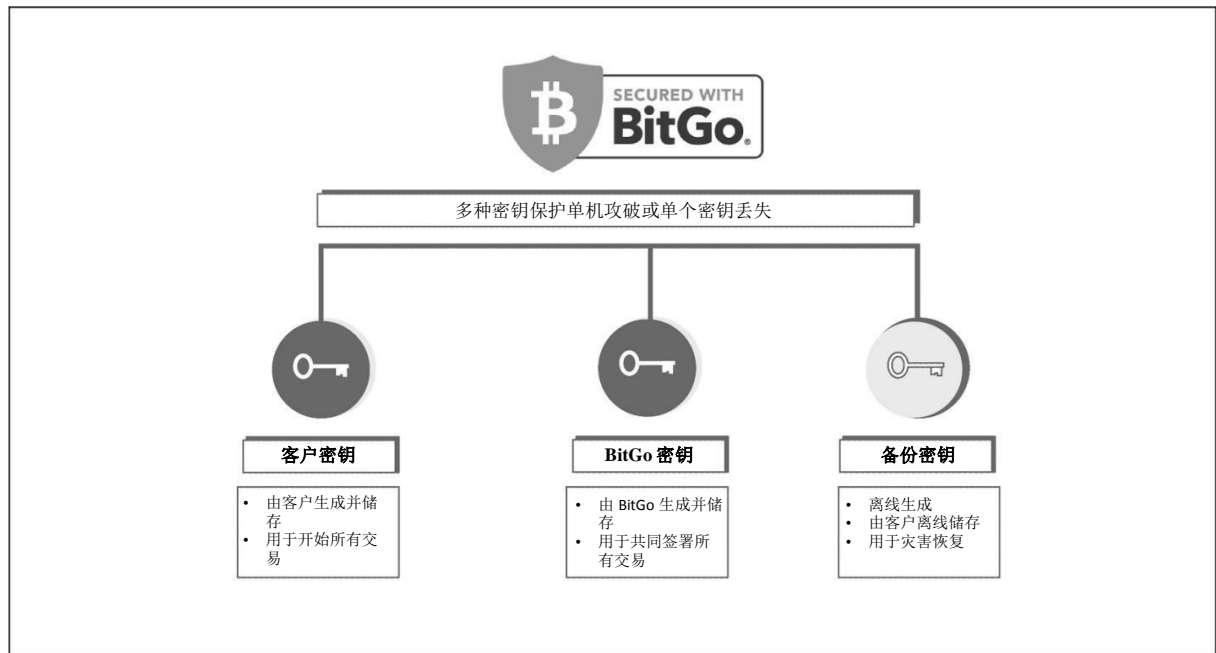 SECURED WITH
BitGo®
多种密钥保护单机攻破或单个密钥丢失
客户密钥
• 由客户生成并储
存
• 用于开始所有交
易
BitGo 密钥
• 由 BitGo 生成并储
存
• 用于共同签署所
有交易
备份密钥
• 离线生成
• 由客户离线储存
• 用于灾害恢复